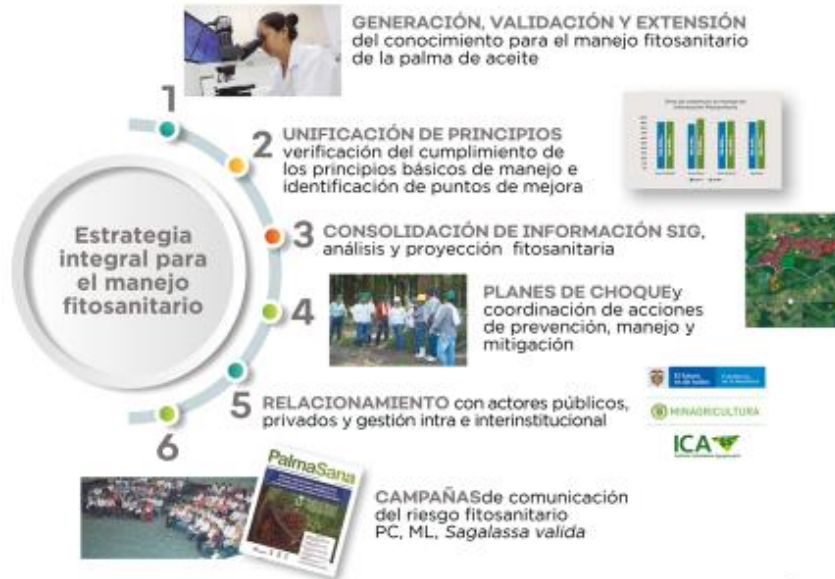 GENERACIÓN, VALIDACIÓN Y EXTENSIÓN
del conocimiento para el manejo fitosanitario
de la palma de aceite
1
2
UNIFICACIÓN DE PRINCIPIOS
verificación del cumplimiento de
los principios básicos de manejo e
identificación de puntos de mejora
Estrategia
integral para
el manejo
fitosanitario
3
CONSOLIDACIÓN DE INFORMACIÓN SIG,
análisis y proyección fitosanitaria
4
PLANES DE CHOQUEy
coordinación de acciones
de prevención, manejo y
mitigación
5
RELACIONAMIENTO con actores públicos,
privados y gestión intra e interinstitucional
MINAGRICULTURA
ICA
6
PalmaSana
CAMPAÑASde comunicación
del riesgo fitosanitario
PC, ML, Sagalassa valida